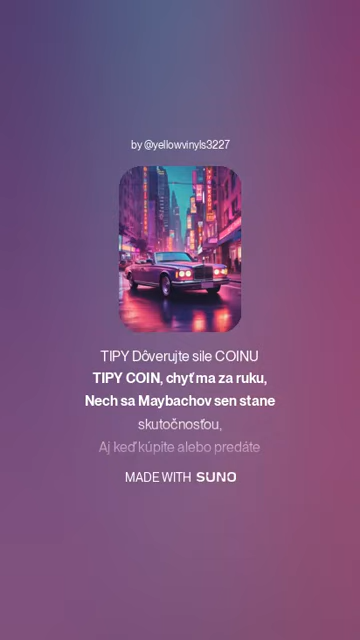 by @yellowvinyls3227
TIPY Dôverujte sile COINU
TIPY COIN, chyť ma za ruku,
Nech sa Maybachov sen stane
skutočnosťou,
Aj keď kúpite alebo predáte
MADE WITH SUNO